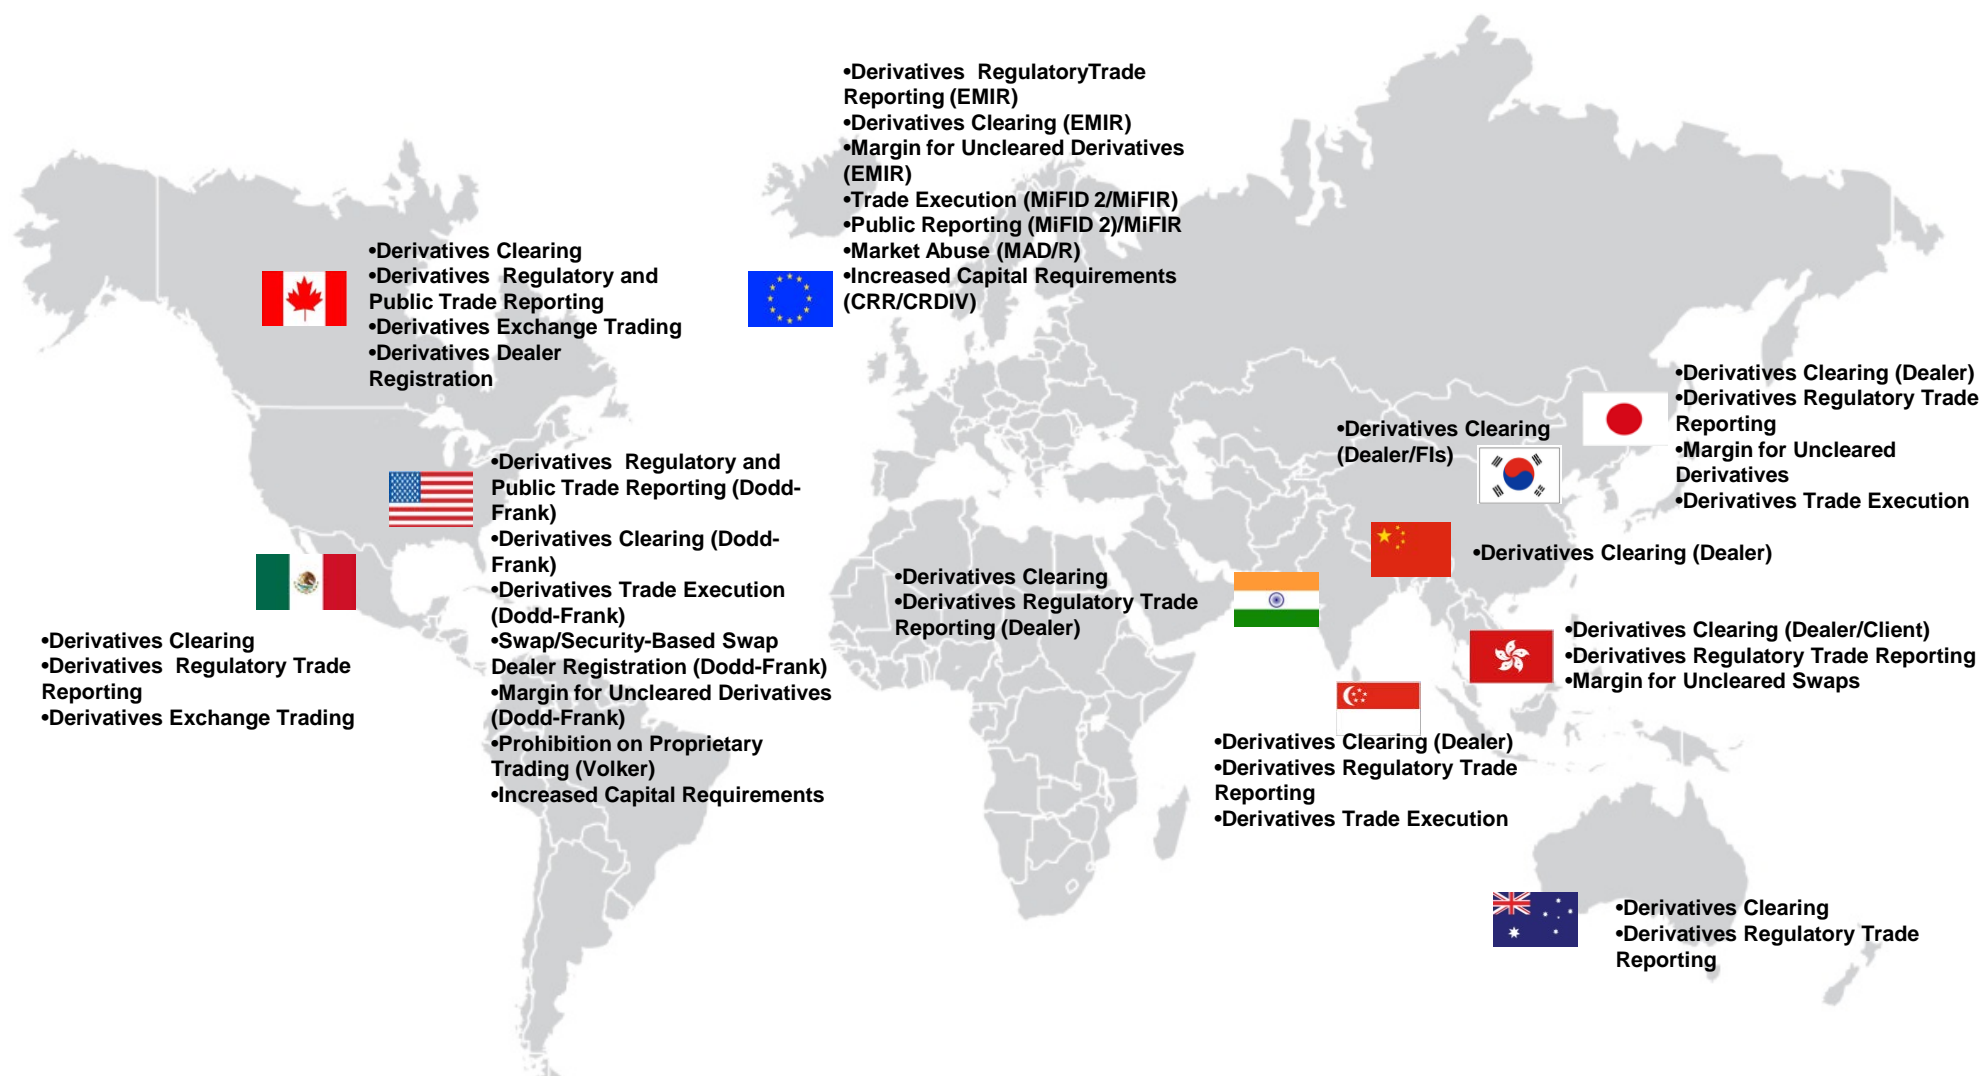 •Derivatives  RegulatoryTrade
Reporting (EMIR)
•Derivatives Clearing (EMIR)
•Margin for Uncleared Derivatives
(EMIR)
•Trade Execution (MiFID 2/MiFIR)
•Public Reporting (MiFID 2)/MiFIR
•Market Abuse (MAD/R)
•Increased Capital Requirements
(CRR/CRDIV)
•Derivatives Clearing
•Derivatives  Regulatory and
Public Trade Reporting
•Derivatives Exchange Trading
•Derivatives Dealer
Registration
•Derivatives Clearing (Dealer)
•Derivatives Regulatory Trade
Reporting
•Margin for Uncleared
Derivatives
•Derivatives Trade Execution
•Derivatives Clearing
(Dealer/FIs)
•Derivatives  Regulatory and
Public Trade Reporting (Dodd-
Frank)
•Derivatives Clearing (Dodd-
Frank)
•Derivatives Trade Execution
(Dodd-Frank)
•Swap/Security-Based Swap
Dealer Registration (Dodd-Frank)
•Margin for Uncleared Derivatives
(Dodd-Frank)
•Prohibition on Proprietary
Trading (Volker)
•Increased Capital Requirements
•Derivatives Clearing (Dealer)
•Derivatives Clearing
•Derivatives Regulatory Trade
Reporting (Dealer)
•Derivatives Clearing
•Derivatives  Regulatory Trade
Reporting
•Derivatives Exchange Trading
•Derivatives Clearing (Dealer/Client)
•Derivatives Regulatory Trade Reporting
•Margin for Uncleared Swaps
•Derivatives Clearing (Dealer)
•Derivatives Regulatory Trade
Reporting
•Derivatives Trade Execution
•Derivatives Clearing
•Derivatives Regulatory Trade
Reporting